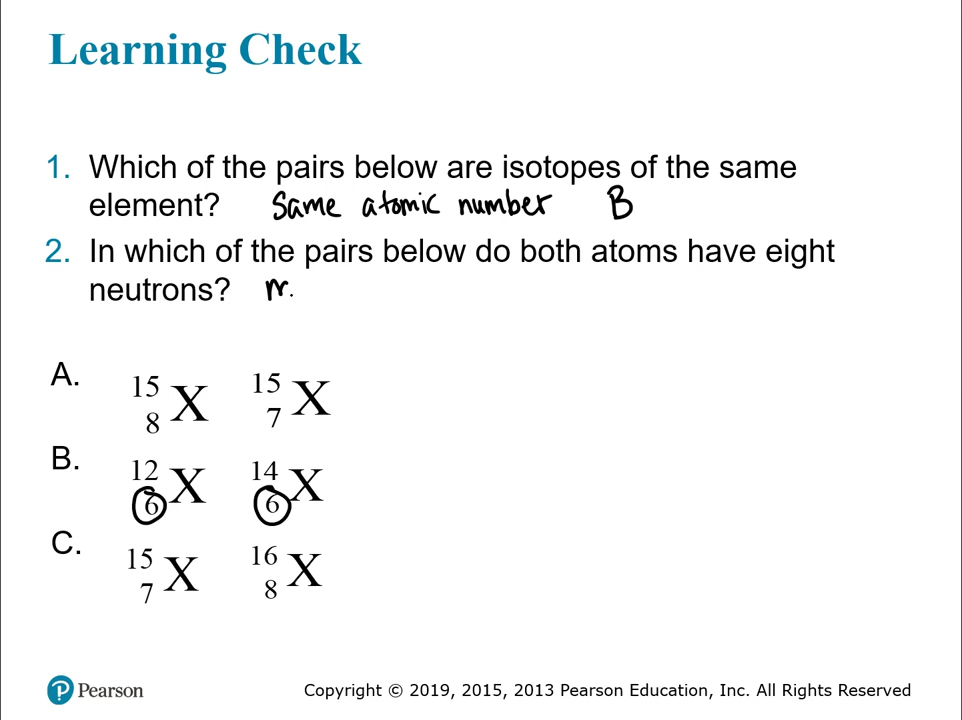 Learning Check
1. Which of the pairs below are isotopes of the same
element? Same atomic number B
2. In which of the pairs below do both atoms have eight
neutrons?
A. 15 8 X 15 7 X
B. 12 6 X 14 6 X
C. 15 7 X 16 8 X
Pearson Copyright © 2019, 2015, 2013 Pearson Education, Inc. All Rights Reserved